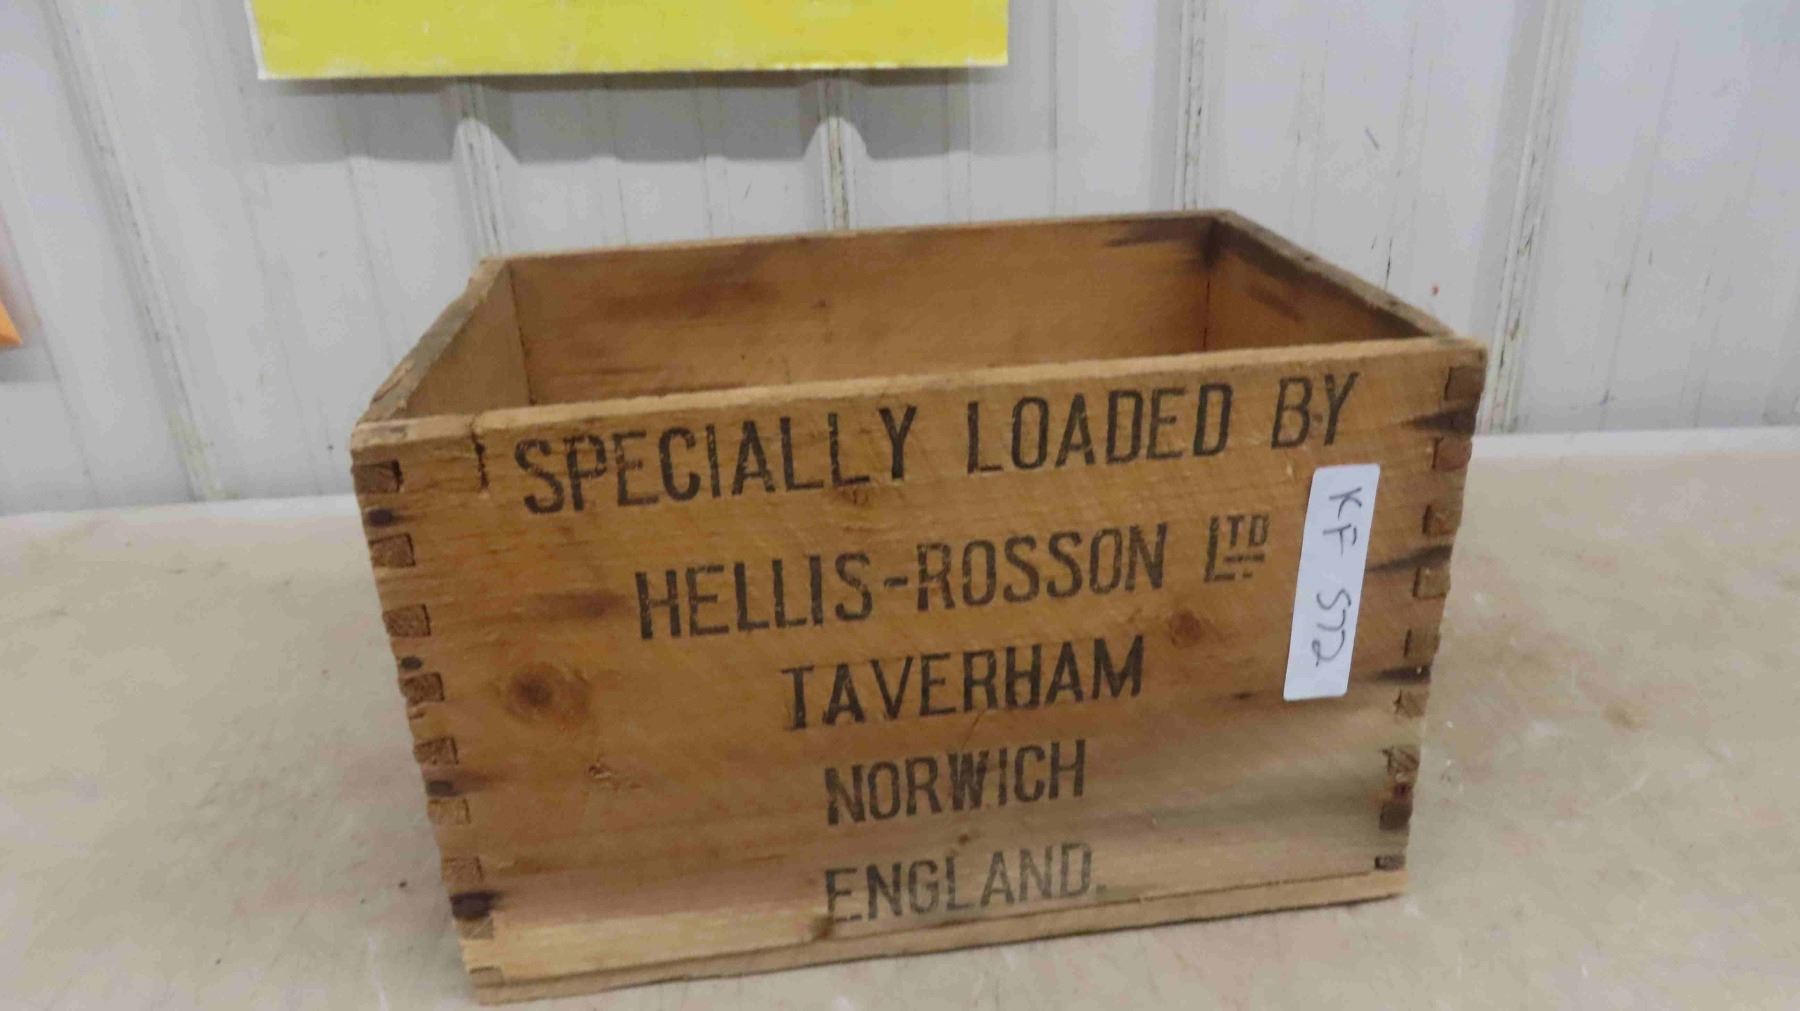 SPECIALLY LOADED BY
HELLIS-ROSSON LTD
TAVERHAM
NORWICH
ENGLAND.
KF 572